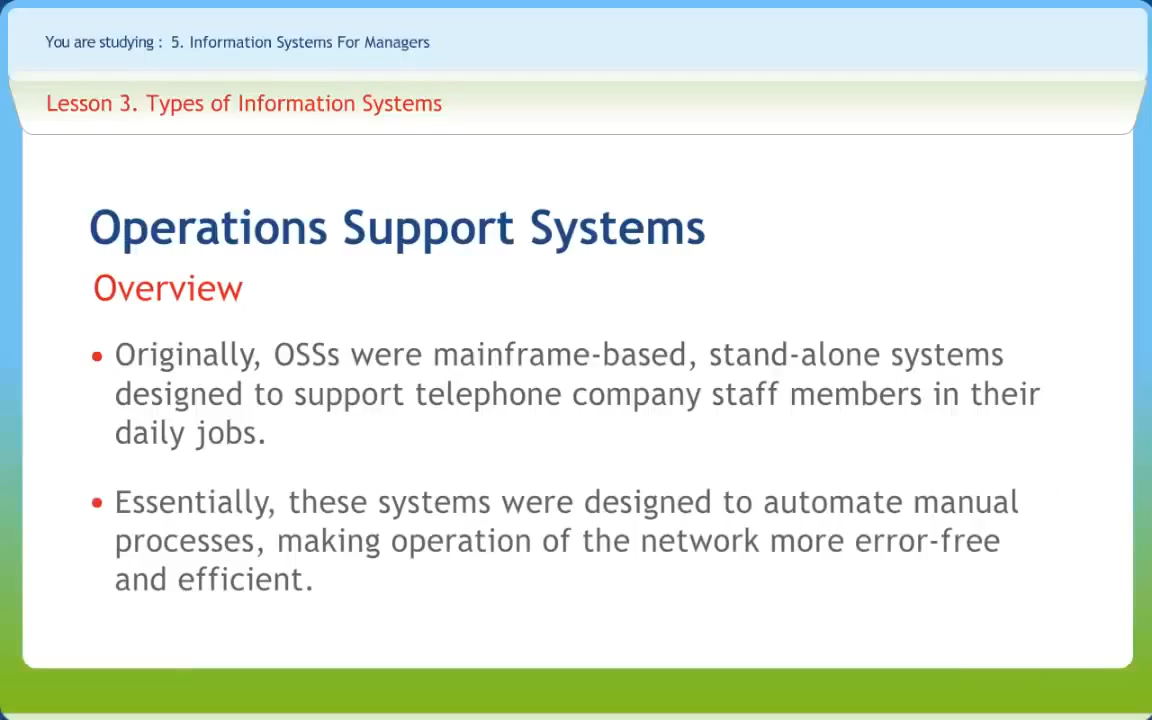 You are studying : 5. Information Systems For Managers
Lesson 3. Types of Information Systems
Operations Support Systems
Overview
• Originally, OSSs were mainframe-based, stand-alone systems
designed to support telephone company staff members in their
daily jobs.
• Essentially, these systems were designed to automate manual
processes, making operation of the network more error-free
and efficient.